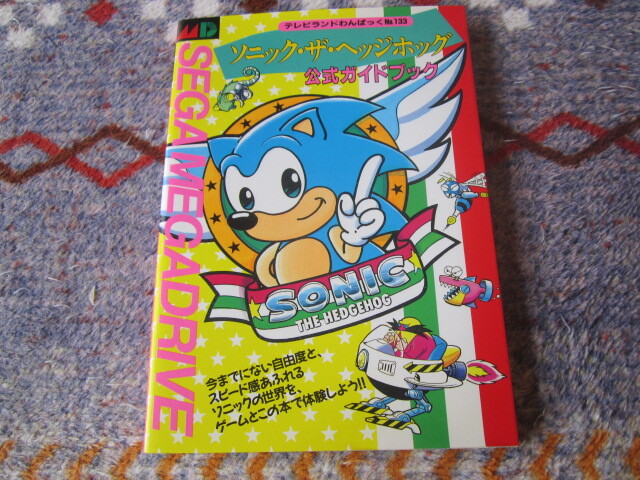 MD
テレビランドわんぱっくNo.133
ソニック・ザ・ヘッジホッグ
公式ガイドブック
SEGA MEGADRIVE
SONIC
THE HEDGEHOG
今までにない自由度と、
スピード感あふれる
ソニックの世界を、
ゲームとこの本で体験しよう!!